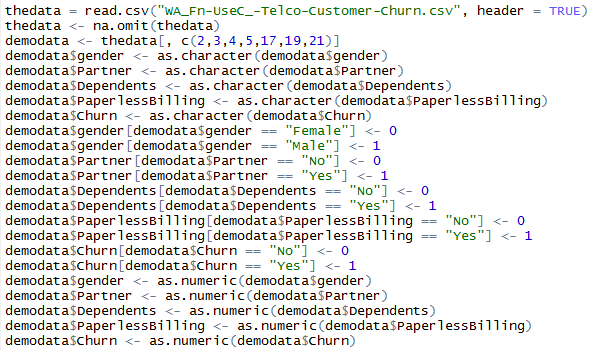 thedata = read.csv("WA_Fn-UseC_-Telco-Customer-Churn.csv", header = TRUE)
thedata <- na.omit(thedata)
demodata <- thedata[, c(2,3,4,5,17,19,21)]
demodata$gender <- as.character(demodata$gender)
demodata$Partner <- as.character(demodata$Partner)
demodata$Dependents <- as.character(demodata$Dependents)
demodata$PaperlessBilling <- as.character(demodata$PaperlessBilling)
demodata$Churn <- as.character(demodata$Churn)
demodata$gender[demodata$gender == "Female"] <- 0
demodata$gender[demodata$gender == "Male"] <- 1
demodata$Partner[demodata$Partner == "No"] <- 0
demodata$Partner[demodata$Partner == "Yes"] <- 1
demodata$Dependents[demodata$Dependents == "No"] <- 0
demodata$Dependents[demodata$Dependents == "Yes"] <- 1
demodata$PaperlessBilling[demodata$PaperlessBilling == "No"] <- 0
demodata$PaperlessBilling[demodata$PaperlessBilling == "Yes"] <- 1
demodata$Churn[demodata$Churn == "No"] <- 0
demodata$Churn[demodata$Churn == "Yes"] <- 1
demodata$gender <- as.numeric(demodata$gender)
demodata$Partner <- as.numeric(demodata$Partner)
demodata$Dependents <- as.numeric(demodata$Dependents)
demodata$PaperlessBilling <- as.numeric(demodata$PaperlessBilling)
demodata$Churn <- as.numeric(demodata$Churn)